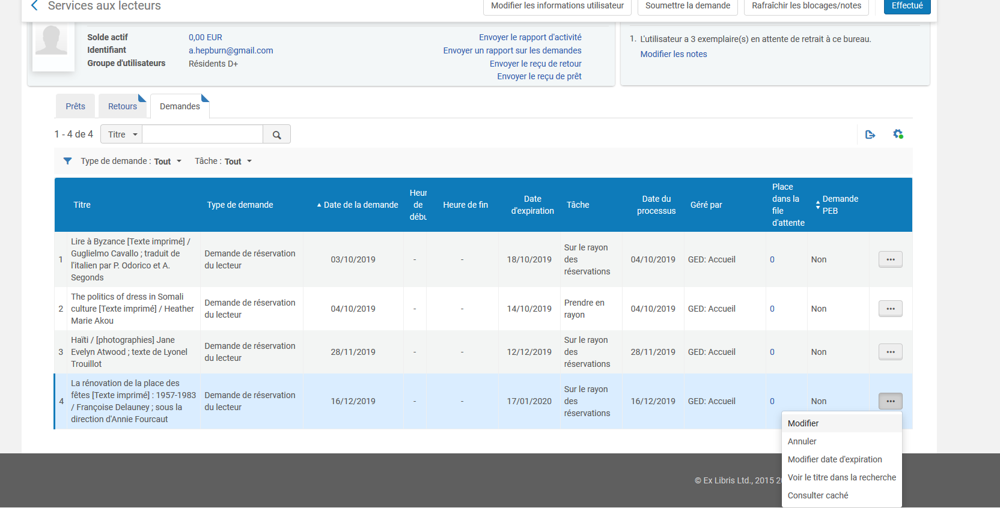 Services aux lecteurs
Modifier les informations utilisateur
Soumettre la demande
Rafraîchir les blocages/notes
Effectué
Solde actif 0,00 EUR
Identifiant a.hepburn@gmail.com
Groupe d'utilisateurs Résidents D+
Envoyer le rapport d'activité
Envoyer un rapport sur les demandes
Envoyer le reçu de retour
Envoyer le reçu de prêt
1. L'utilisateur a 3 exemplaire(s) en attente de retrait à ce bureau.
Modifier les notes
Prêts Retours Demandes
1 - 4 de 4 Titre
Type de demande : Tout Tâche : Tout
Titre
Type de demande
Date de la demande
Heur
de
débu
Heure de fin
Date
d'expiration
Tâche
Date du
processus
Géré par
Place
dans la
file
d'attente
Demande
PEB
1
Lire à Byzance [Texte imprimé] /
Guglielmo Cavallo ; traduit de
l'italien par P. Odorico et A.
Segonds
Demande de réservation
du lecteur
03/10/2019
-
-
18/10/2019
Sur le rayon
des
réservations
04/10/2019
GED: Accueil
0
Non
2
The politics of dress in Somali
culture [Texte imprimé] / Heather
Marie Akou
Demande de réservation
du lecteur
04/10/2019
-
-
14/10/2019
Prendre en
rayon
04/10/2019
GED: Accueil
0
Non
3
Haïti / [photographies] Jane
Evelyn Atwood ; texte de Lyonel
Trouillot
Demande de réservation
du lecteur
28/11/2019
-
-
12/12/2019
Sur le rayon
des
réservations
28/11/2019
GED: Accueil
0
Non
4
La rénovation de la place des
fêtes [Texte imprimé] : 1957-1983
/ Françoise Delauney ; sous la
direction d'Annie Fourcaut
Demande de réservation
du lecteur
16/12/2019
-
-
17/01/2020
Sur le rayon
des
réservations
16/12/2019
GED: Accueil
0
Non
Modifier
Annuler
Modifier date d'expiration
Voir le titre dans la recherche
Consulter caché
© Ex Libris Ltd., 2015